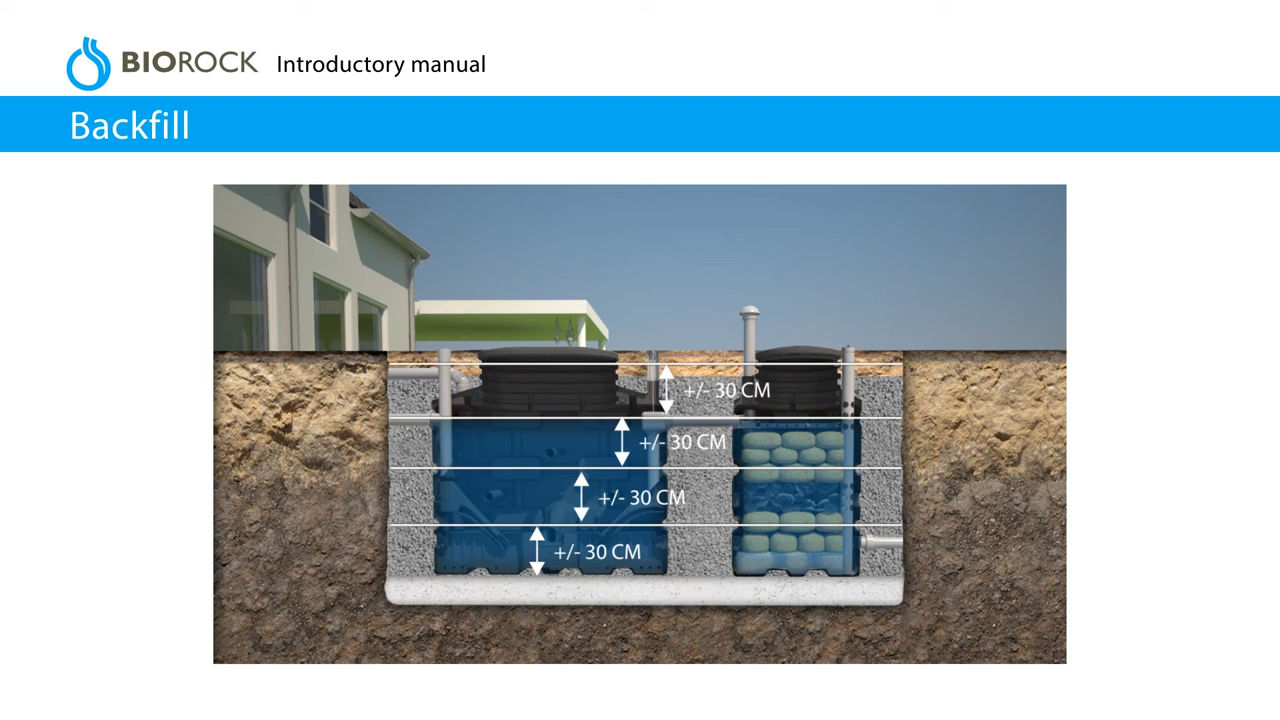 BIOROCK Introductory manual
Backfill
+/- 30 CM
+/- 30 CM
+/- 30 CM
+/- 30 CM